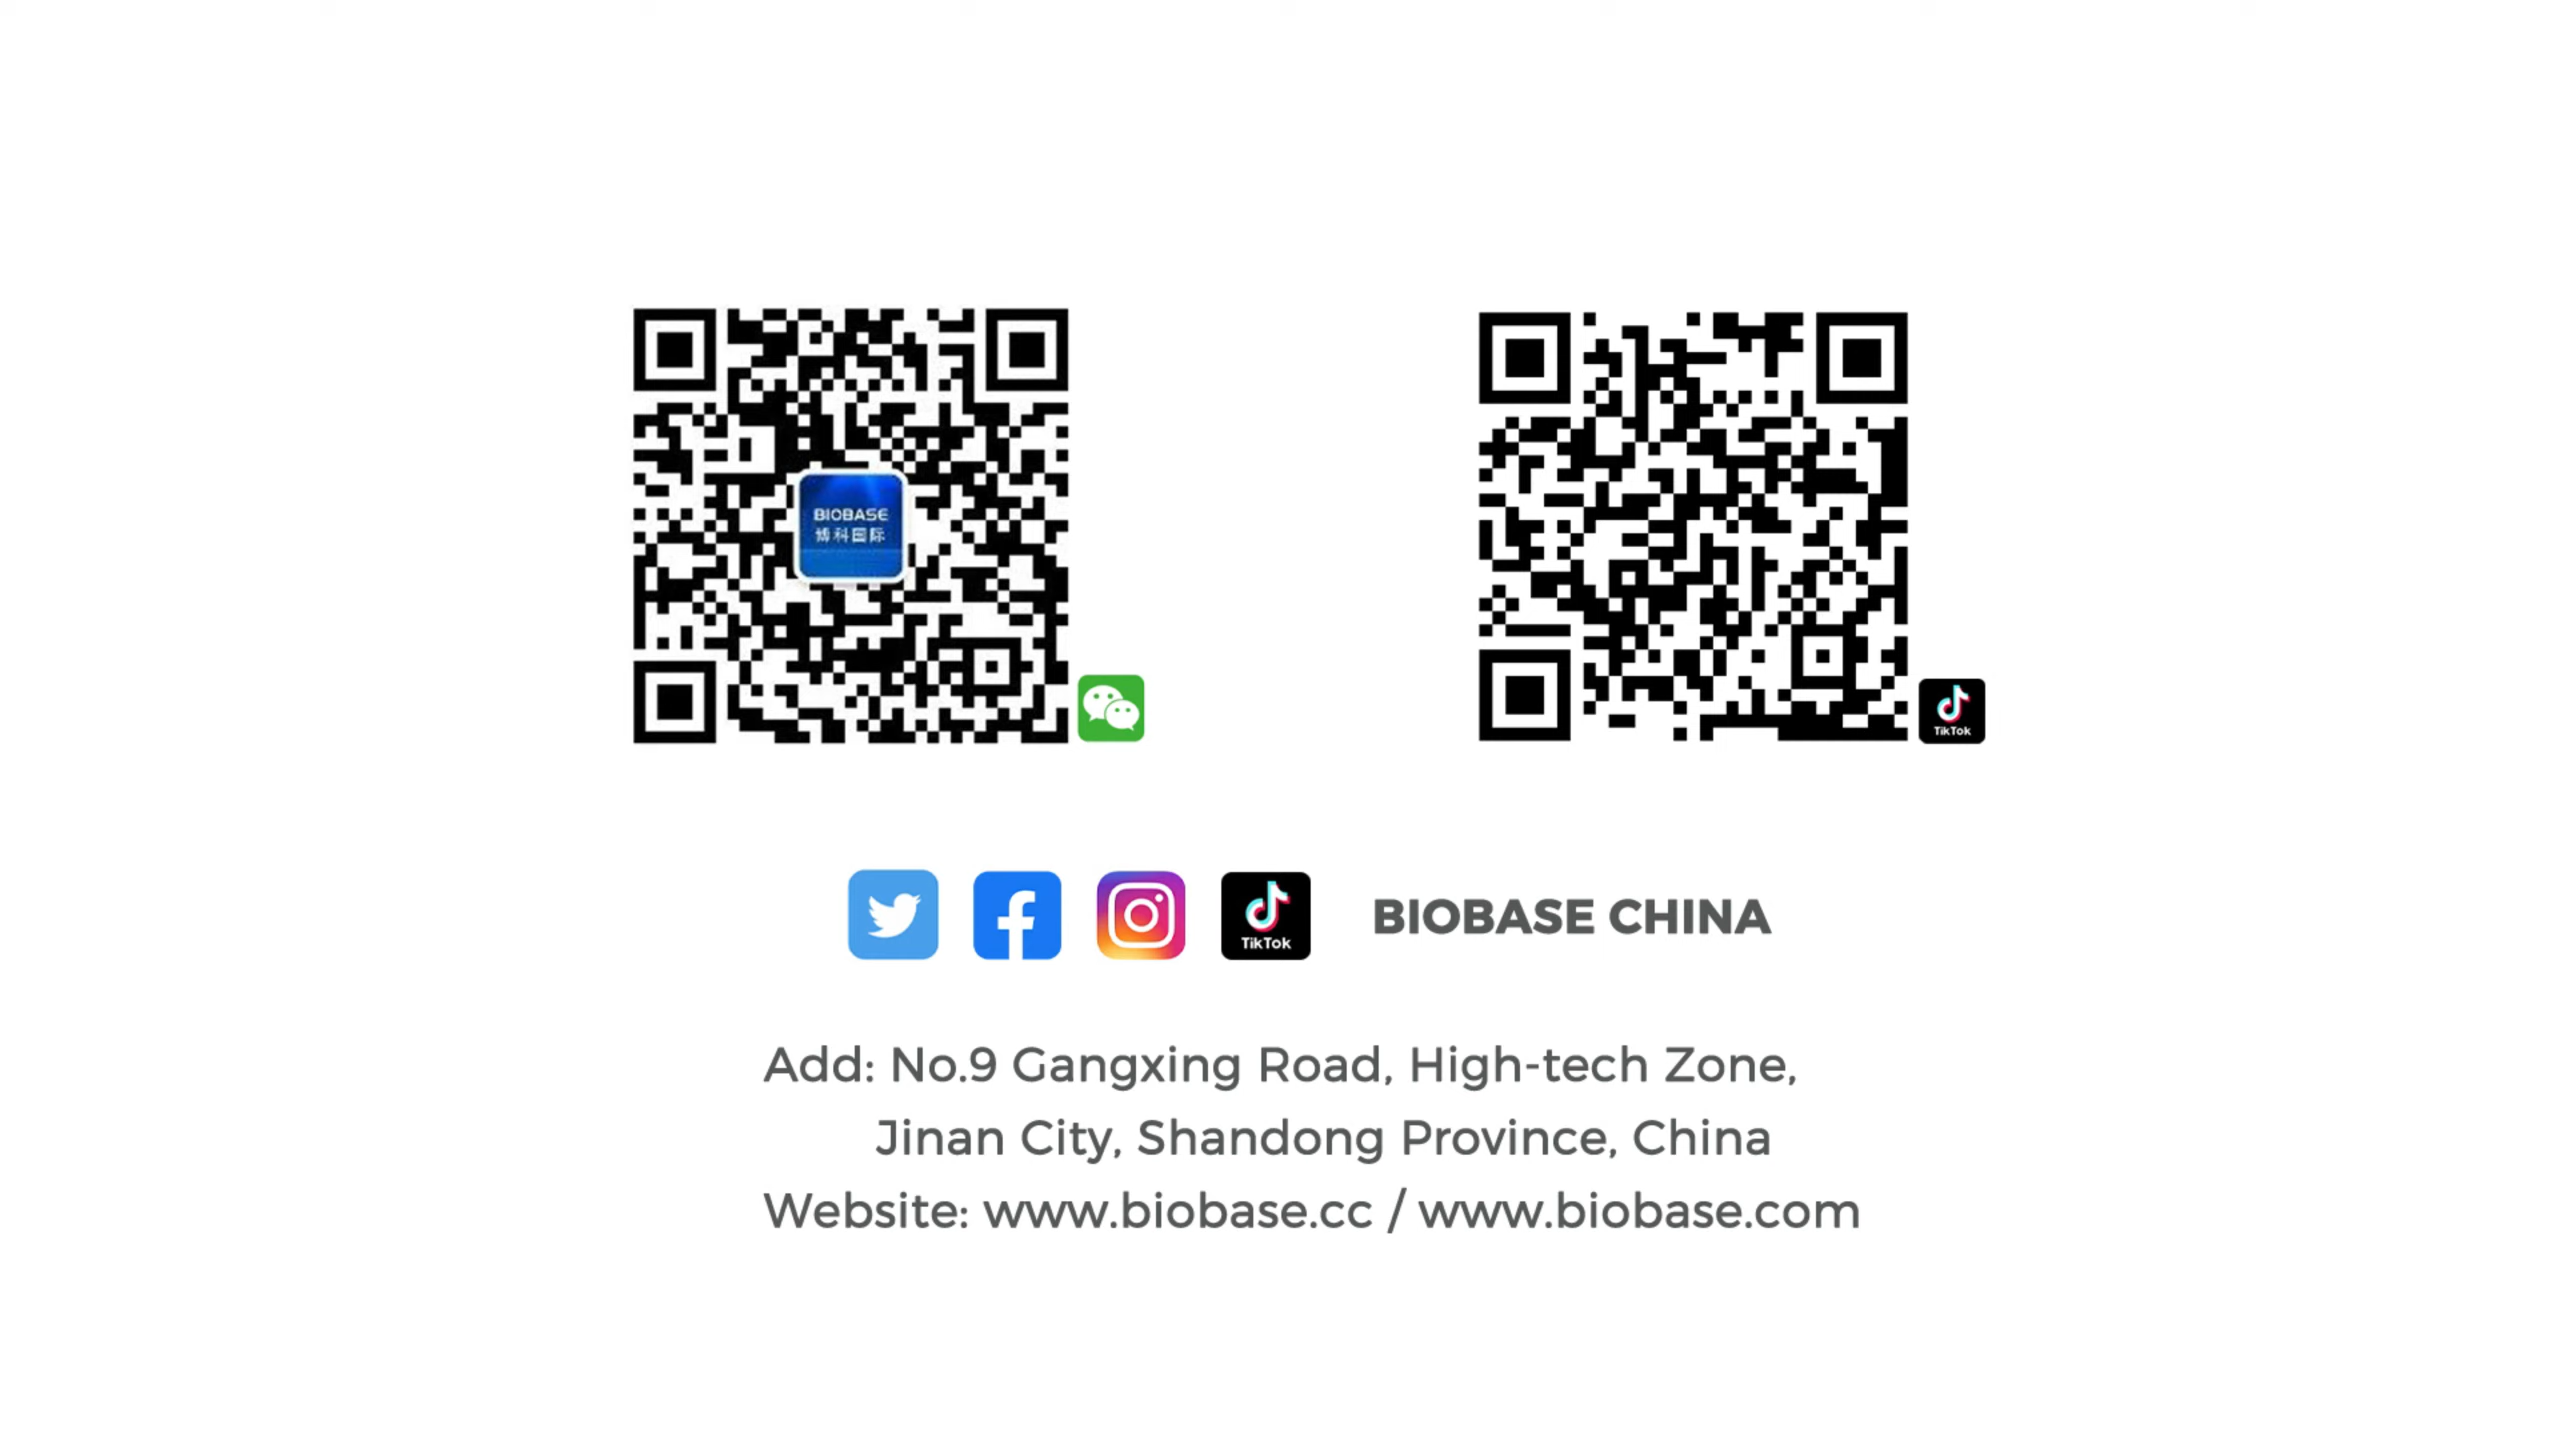 BIOBASE
博科国际
TikTok
TikTok
BIOBASE CHINA
Add: No.9 Gangxing Road, High-tech Zone,
Jinan City, Shandong Province, China
Website: www.biobase.cc / www.biobase.com